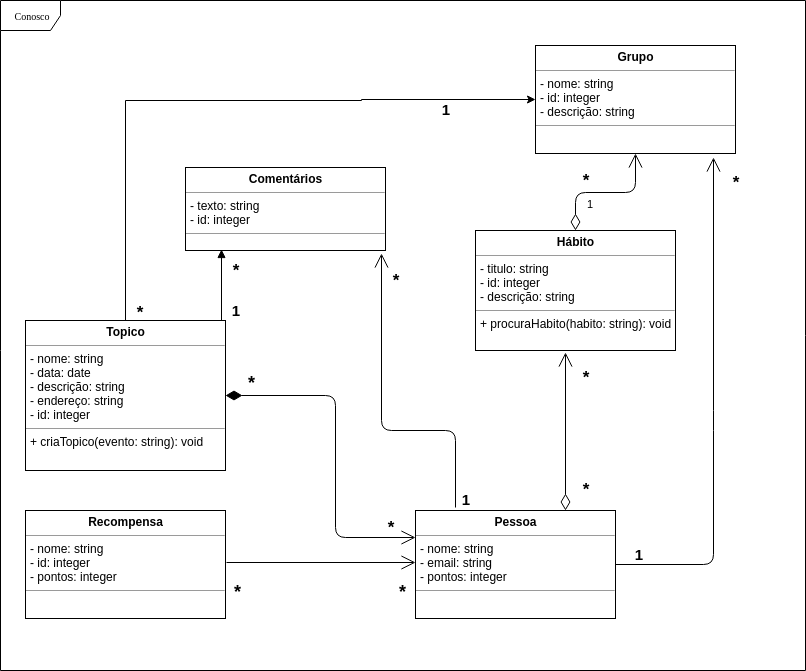 Conosco
Grupo
- nome: string
- id: integer
- descrição: string
1
*
*
1
*
Comentários
- texto: string
- id: integer
*
1
*
*
Hábito
- titulo: string
- id: integer
- descrição: string
+ procuraHabito(habito: string): void
*
*
Topico
- nome: string
- data: date
- descrição: string
- endereço: string
- id: integer
+ criaTopico(evento: string): void
*
*
1
Recompensa
- nome: string
- id: integer
- pontos: integer
*
*
Pessoa
- nome: string
- email: string
- pontos: integer
1